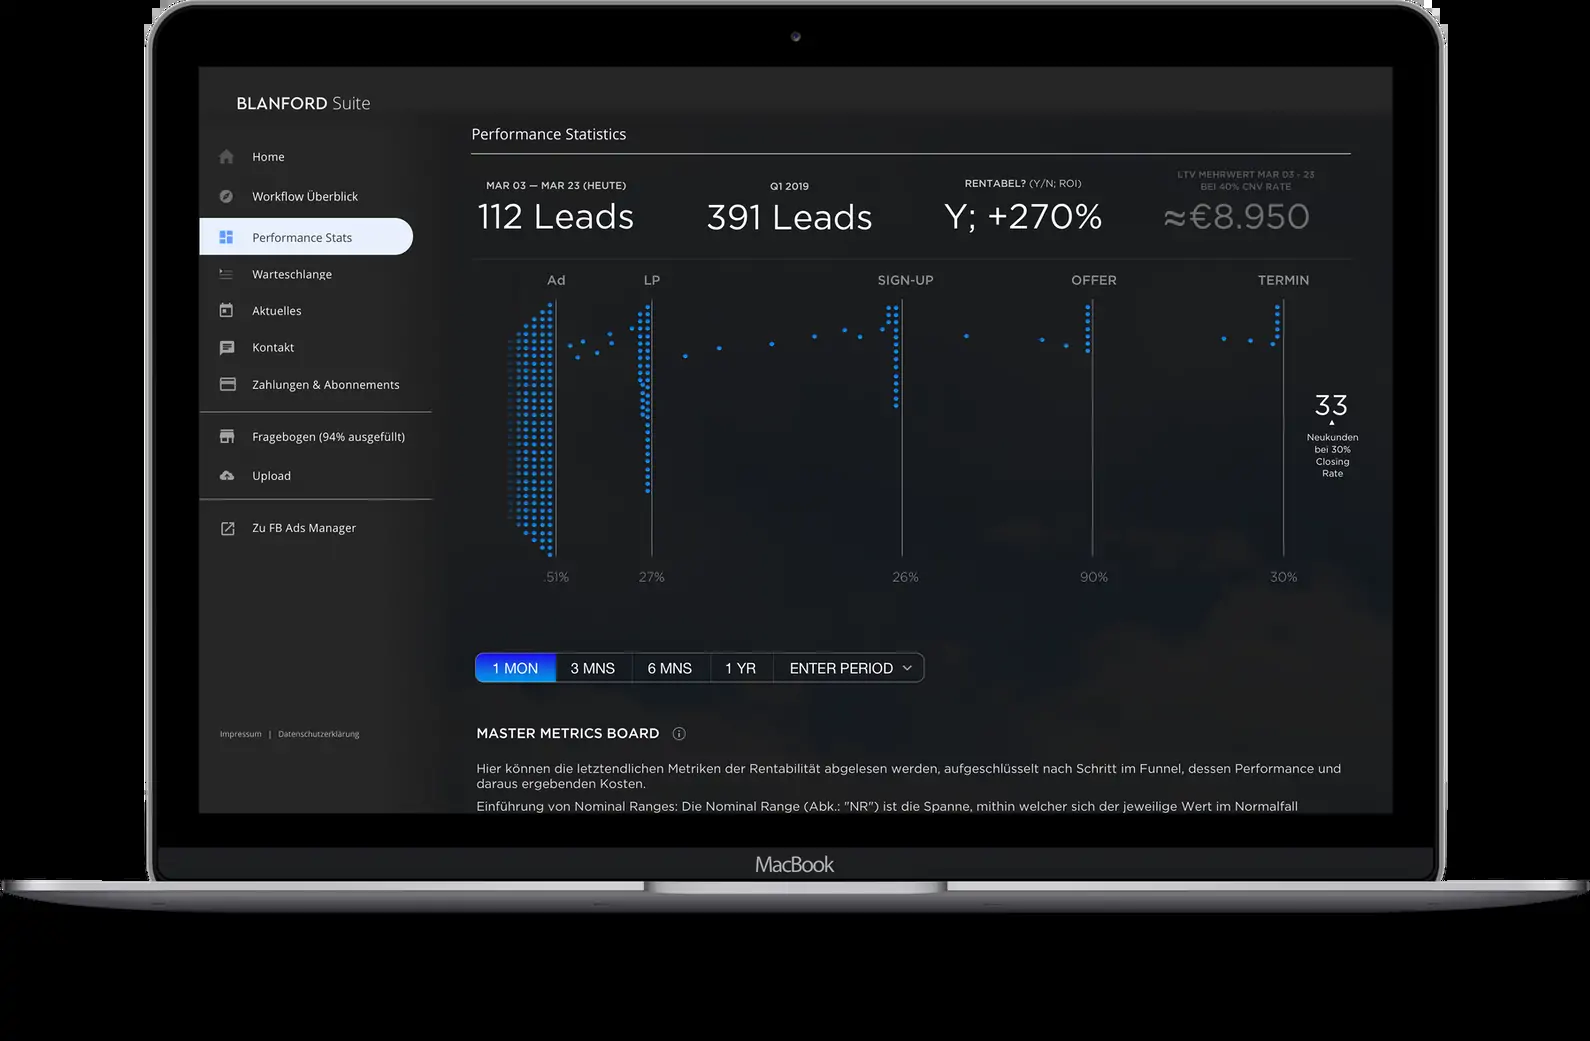 BLANFORD Suite
Home
Workflow Überblick
Performance Stats
Warteschlange
Aktuelles
Kontakt
Zahlungen & Abonnements
Fragebogen (94% ausgefüllt)
Upload
Zu FB Ads Manager
Impressum | Datenschutzerklärung
Performance Statistics
MAR 03 — MAR 23 (HEUTE)
112 Leads
Q1 2019
391 Leads
RENTABEL? (Y/N; ROI)
Y; +270%
LTV MEHRWERT MAR 03 - 23
BEI 40% CNV RATE
≈€8.950
Ad LP SIGN-UP OFFER TERMIN
33
Neukunden
bei 30%
Closing
Rate
.51% 27% 26% 90% 30%
1 MON 3 MNS 6 MNS 1 YR ENTER PERIOD
MASTER METRICS BOARD
Hier können die letztendlichen Metriken der Rentabilität abgelesen werden, aufgeschlüsselt nach Schritt im Funnel, dessen Performance und
daraus ergebenden Kosten.
Einführung von Nominal Ranges: Die Nominal Range (Abk.: "NR") ist die Spanne, mithin welcher sich der jeweilige Wert im Normalfall
MacBook